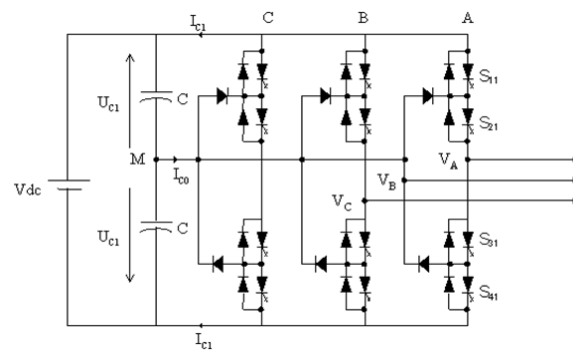 I_C1
C
B
A
U_C1
C
S_11
S_21
M
I_C0
V_A
V_B
V_C
Vdc
U_C1
C
S_31
S_41
I_C1